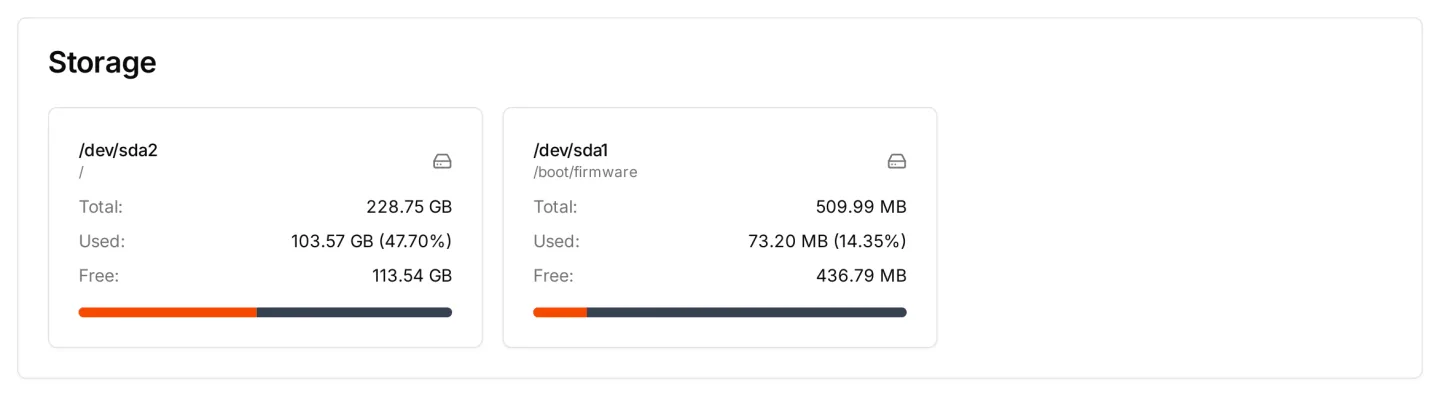 Storage
/dev/sda2
/
Total: 228.75 GB
Used: 103.57 GB (47.70%)
Free: 113.54 GB
/dev/sda1
/boot/firmware
Total: 509.99 MB
Used: 73.20 MB (14.35%)
Free: 436.79 MB